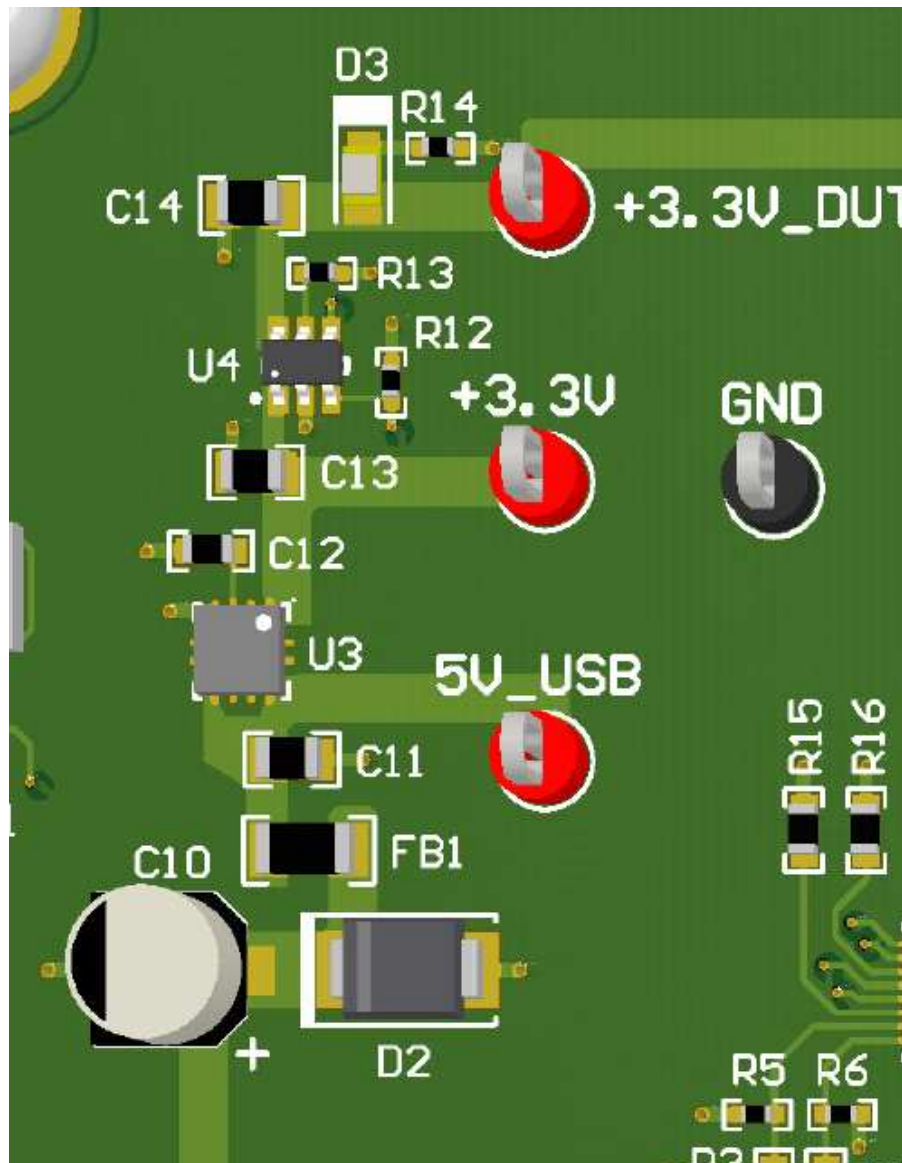 D3
R14
C14
+3.3V_DUT
R13
R12
U4
+3.3V
GND
C13
C12
U3
5V_USB
R15
R16
C11
FB1
C10
+
D2
R5
R6